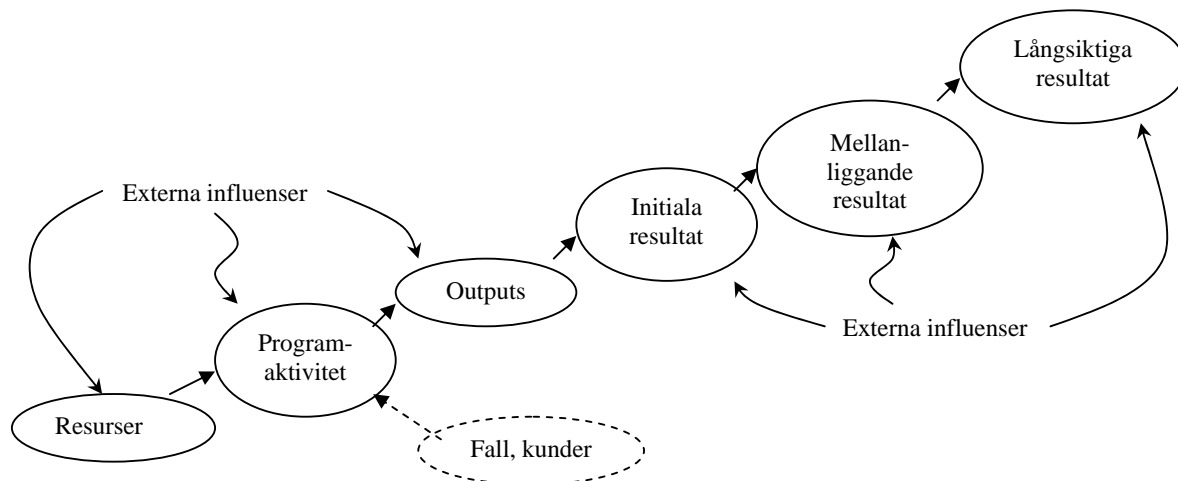 Långsiktiga
resultat
Mellan-
liggande
resultat
Externa influenser
Initiala
resultat
Outputs
Externa influenser
Program-
aktivitet
Resurser
Fall, kunder